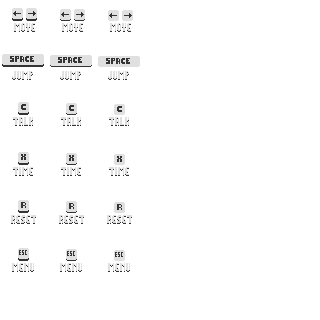 ← → ← → ← →
MOVE MOVE MOVE
SPACE SPACE SPACE
JUMP JUMP JUMP
C C C
TALK TALK TALK
X X X
TIME TIME TIME
R R R
RESET RESET RESET
ESC ESC ESC
MENU MENU MENU